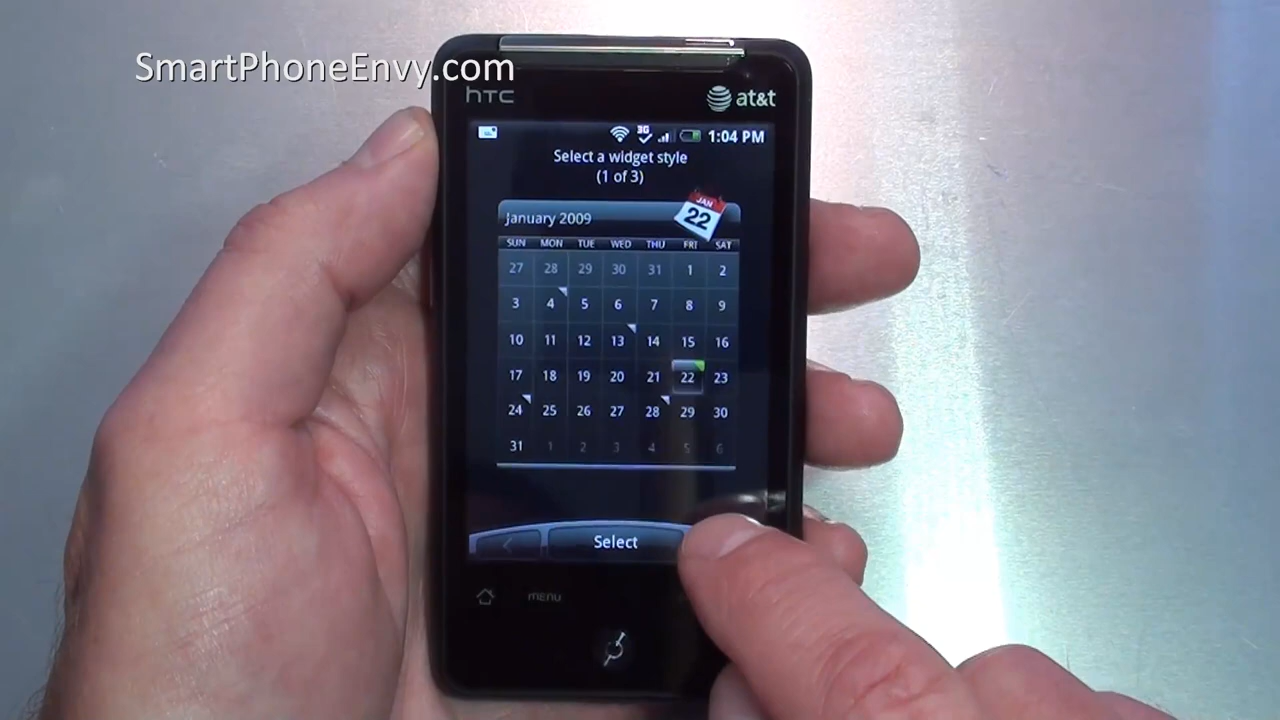 SmartPhoneEnvy.com
hTC
at&t
3G
1:04 PM
Select a widget style
(1 of 3)
January 2009
JAN
22
SUN MON TUE WED THU FRI SAT
27 28 29 30 31 1 2
3 4 5 6 7 8 9
10 11 12 13 14 15 16
17 18 19 20 21 22 23
24 25 26 27 28 29 30
31 1 2 3 4 5 6
Select
MENU